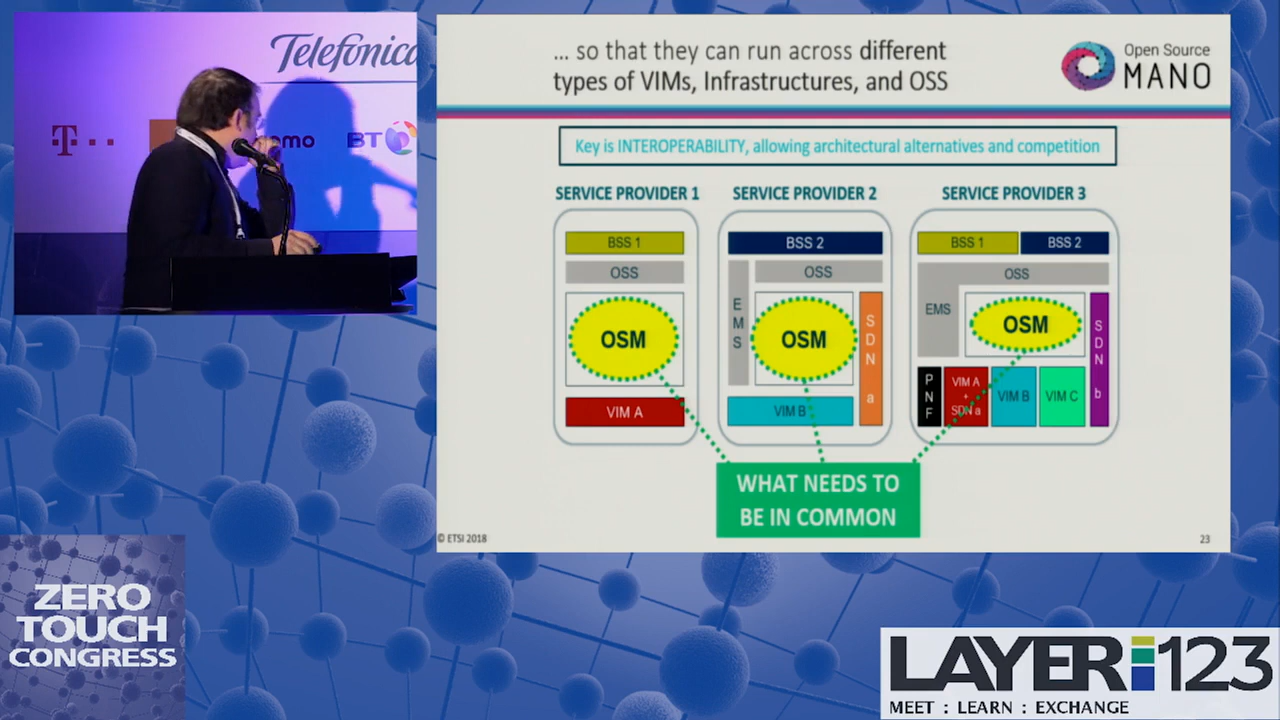 Telefónica
T
BT
... so that they can run across different
types of VIMs, Infrastructures, and OSS
Open Source
MANO
Key is INTEROPERABILITY, allowing architectural alternatives and competition
SERVICE PROVIDER 1
BSS 1
OSS
OSM
VIM A
SERVICE PROVIDER 2
BSS 2
OSS
EMS
OSM
SDN a
VIM B
SERVICE PROVIDER 3
BSS 1
BSS 2
OSS
EMS
OSM
SDN b
PNF
VIM A
+
SDN a
VIM B
VIM C
WHAT NEEDS TO
BE IN COMMON
© ETSI 2018
23
ZERO
TOUCH
CONGRESS
LAYER123
MEET : LEARN : EXCHANGE